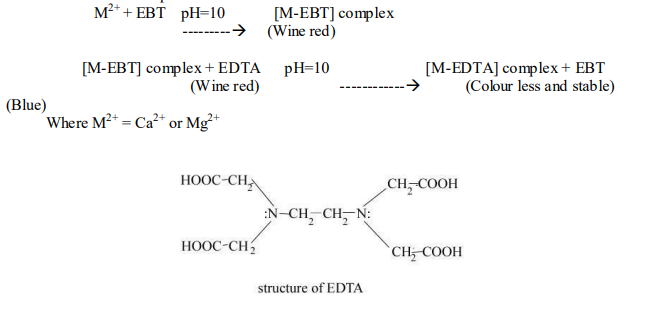 M²⁺ + EBT pH=10 [M-EBT] complex
---------→ (Wine red)
[M-EBT] complex + EDTA pH=10 [M-EDTA] complex + EBT
(Wine red) ------------→ (Colour less and stable)
(Blue)
Where M²⁺ = Ca²⁺ or Mg²⁺
HOOC-CH₂ CH₂-COOH
:N-CH₂-CH₂-N:
HOOC-CH₂ CH₂-COOH
structure of EDTA